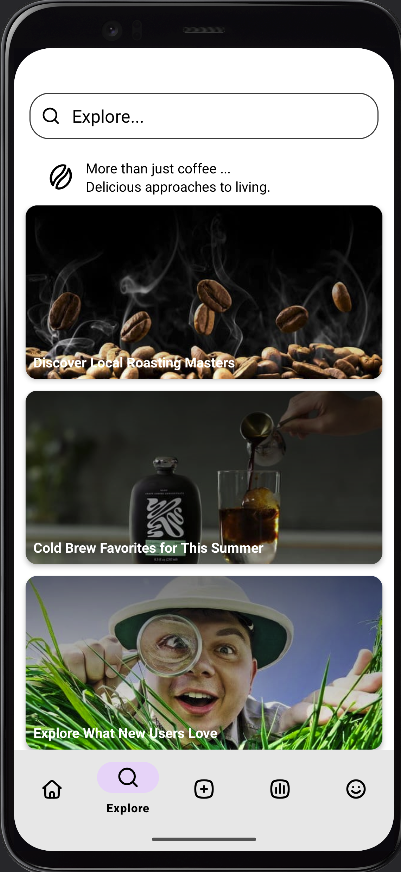 Explore...
More than just coffee ...
Delicious approaches to living.
Discover Local Roasting Masters
Cold Brew Favorites for This Summer
Explore What New Users Love
Explore